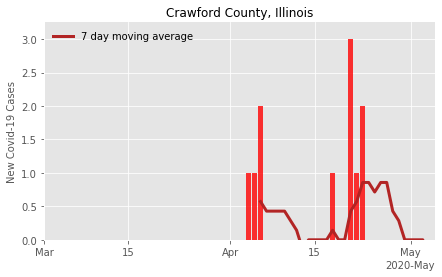 Crawford County, Illinois
7 day moving average
New Covid-19 Cases
3.0
2.5
2.0
1.5
1.0
0.5
0.0
Mar 15 Apr 15 May
2020-May